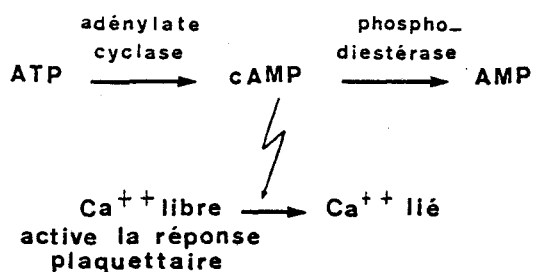 adénylate phospho_
cyclase diestérase
ATP cAMP AMP
Ca++ libre Ca++ lié
active la réponse
plaquettaire